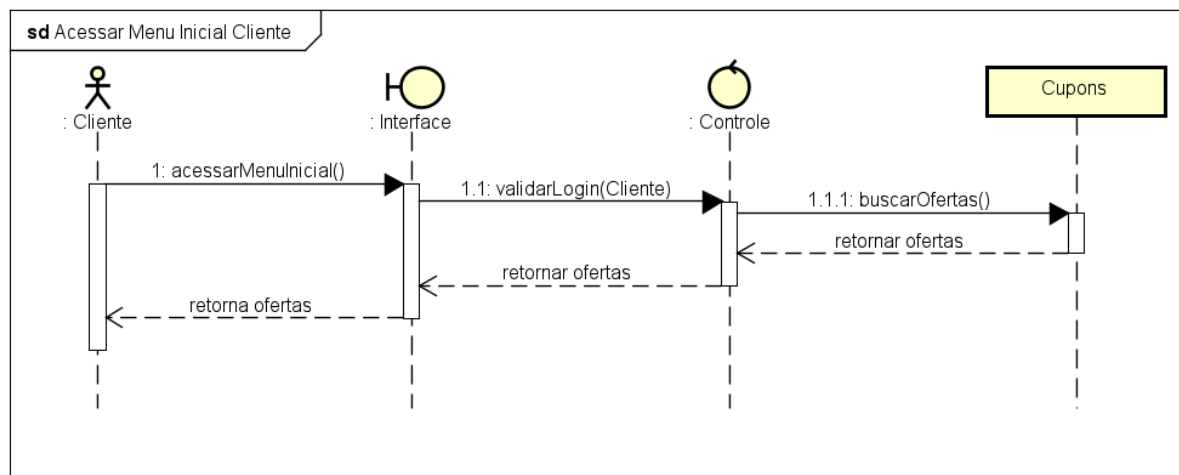 sd Acessar Menu Inicial Cliente
Cupons
: Cliente
: Interface
: Controle
1: acessarMenuInicial()
1.1: validarLogin(Cliente)
1.1.1: buscarOfertas()
retornar ofertas
retornar ofertas
retorna ofertas